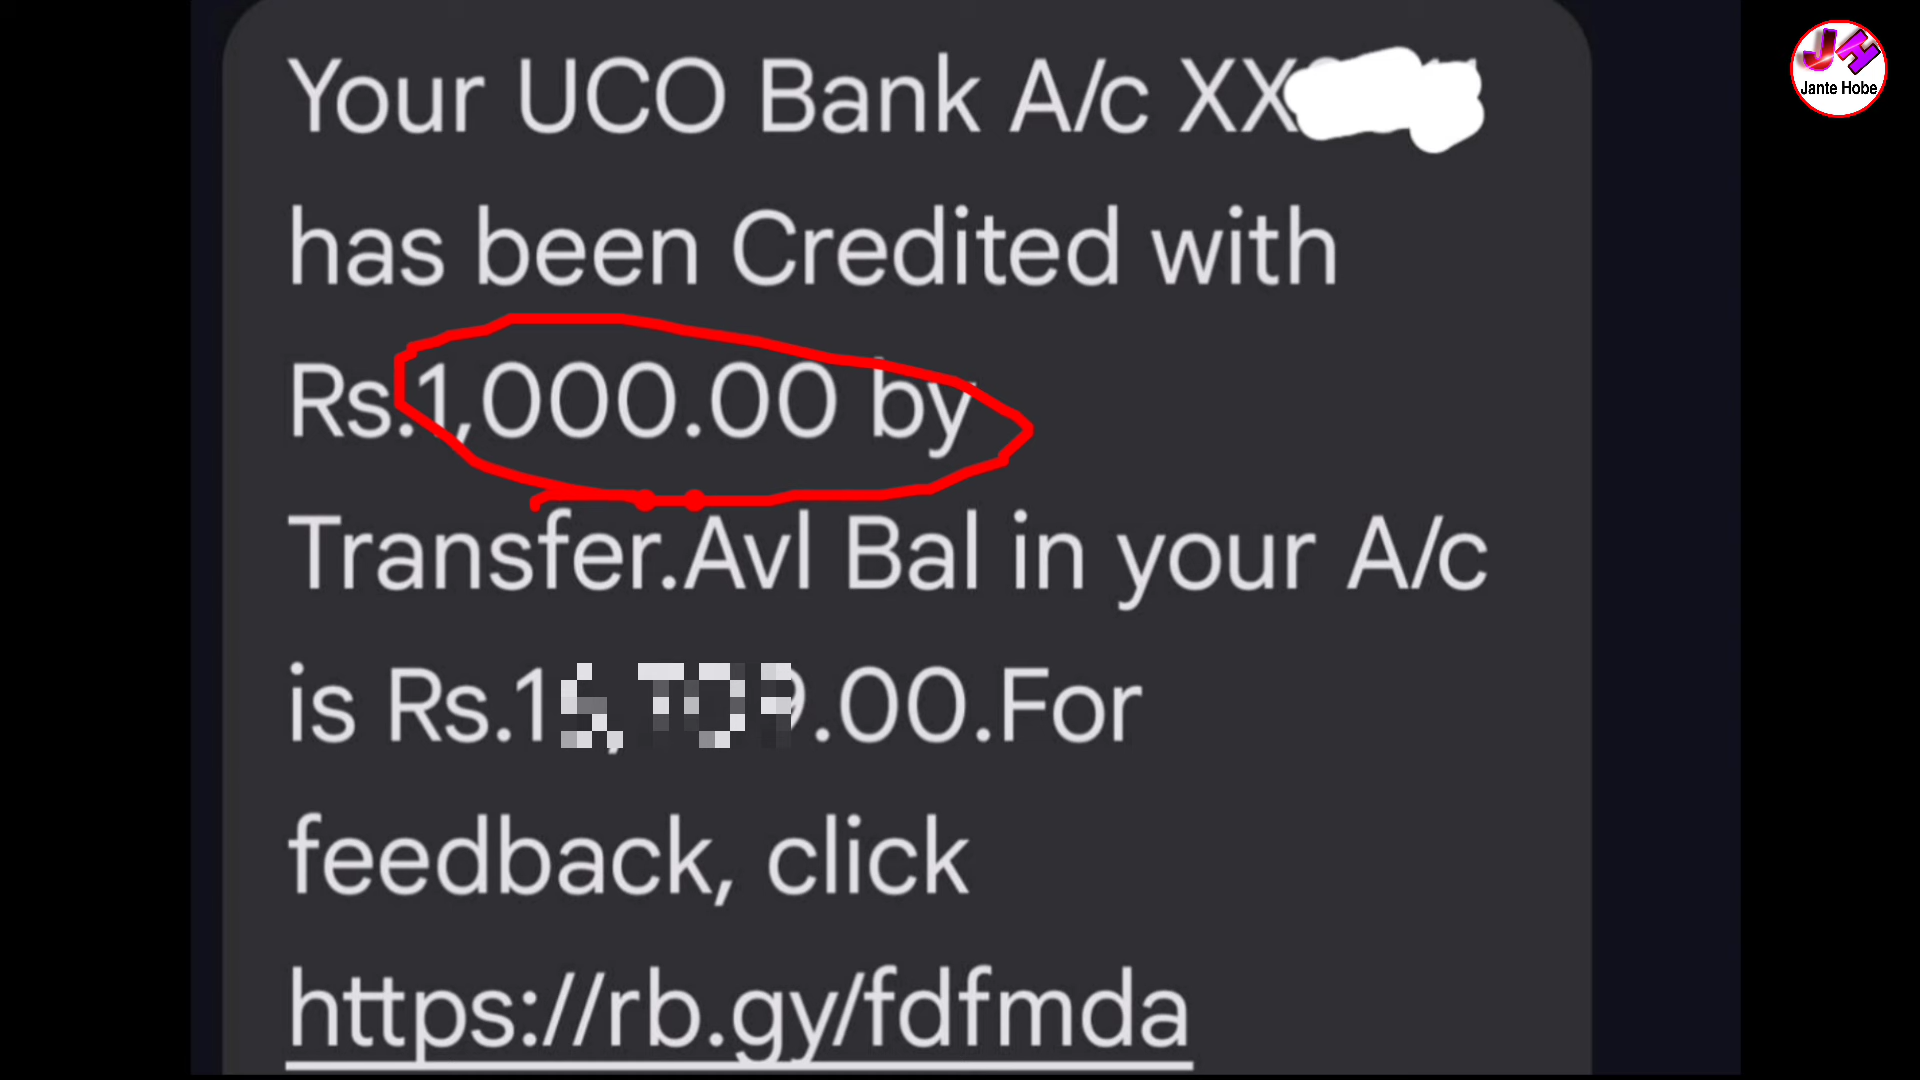 Your UCO Bank A/c XX
has been Credited with
Rs.1,000.00 by
Transfer.Avl Bal in your A/c
is Rs.1 .00.For
feedback, click
https://rb.gy/fdfmda
JH
Jante Hobe